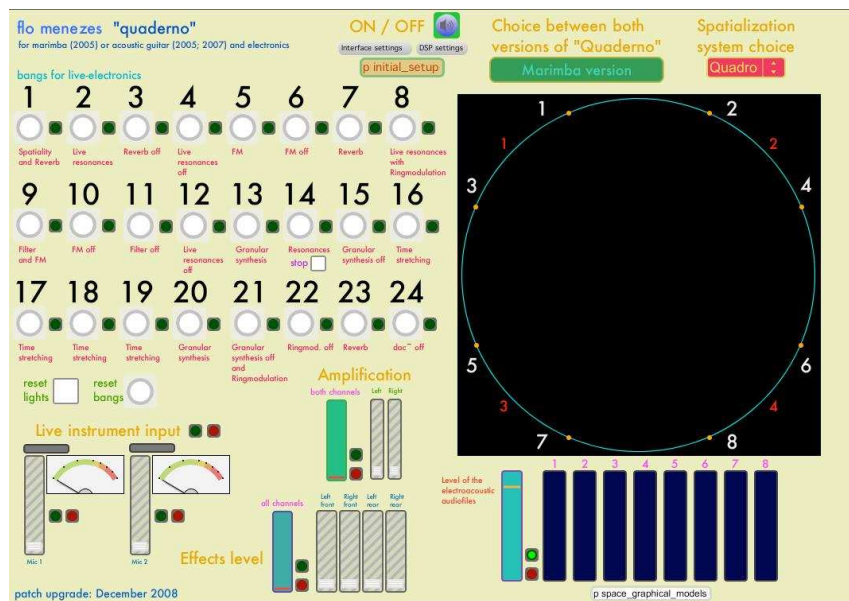 flo menezes "quaderno"
for marimba (2005) or acoustic guitar (2005; 2007) and electronics
ON / OFF
Interface settings
DSP settings
p initial_setup
Choice between both
versions of "Quaderno"
Marimba version
Spatialization
system choice
Quadro
bangs for live-electronics
1 2 3 4 5 6 7 8
Spatiality
and Reverb
Live
resonances
Reverb off
Live
resonances
off
FM
FM off
Reverb
Live resonances
with
Ringmodulation
9 10 11 12 13 14 15 16
Filter
and FM
FM off
Filter off
Live
resonances
off
Granular
synthesis
Resonances
stop
Granular
synthesis off
Time
stretching
17 18 19 20 21 22 23 24
Time
stretching
Time
stretching
Time
stretching
Granular
synthesis
Granular
synthesis off
and
Ringmodulation
Ringmod. off
Reverb
doc~ off
reset
lights
reset
bangs
Live instrument input
Mic 1
Mic 2
Amplification
both channels
Left
Right
Effects level
all channels
Left
front
Right
front
Left
rear
Right
rear
1
2
1
2
3
4
5
6
3
4
7
8
Level of the
electroacoustic
audiofiles
1 2 3 4 5 6 7 8
p space_graphical_models
patch upgrade: December 2008